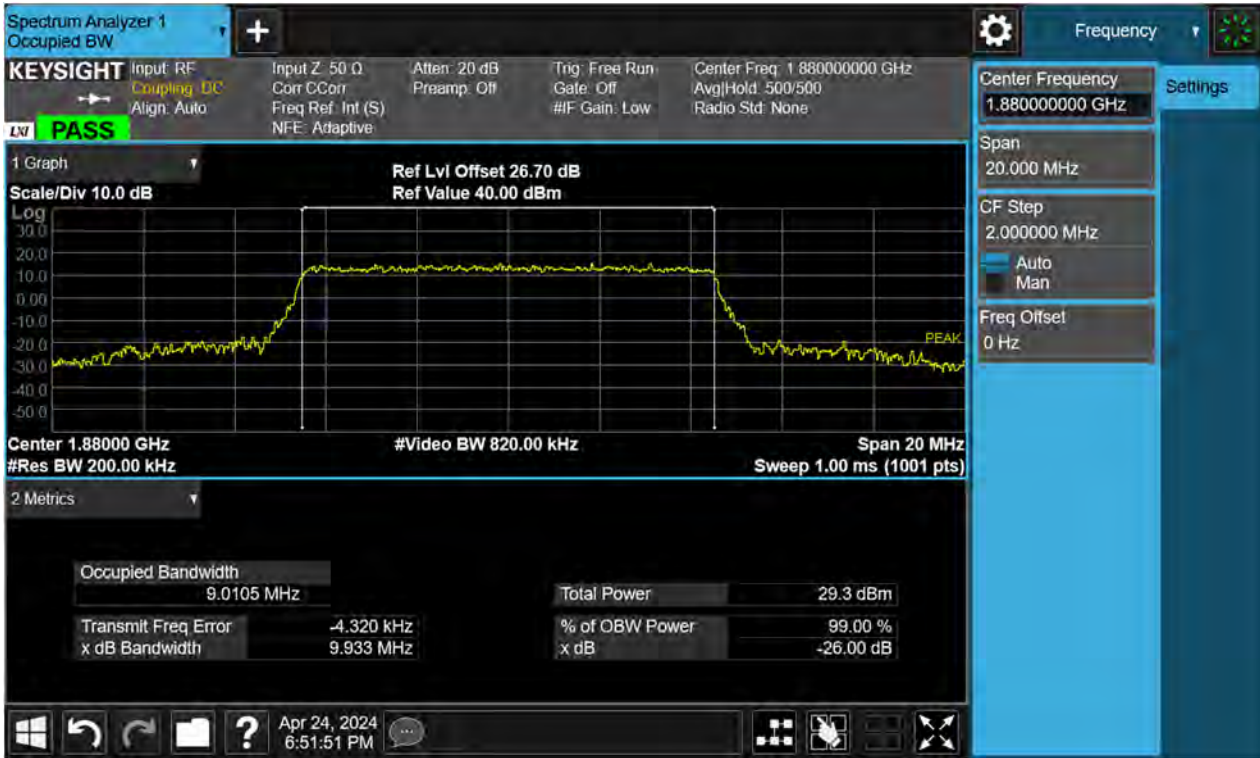 Spectrum Analyzer 1
Occupied BW
+
Frequency
KEYSIGHT
Input: RF
Coupling: DC
Align: Auto
Input Z: 50 Ω
Corr CCorr
Freq Ref: Int (S)
NFE: Adaptive
Atten: 20 dB
Preamp: Off
Trig: Free Run
Gate: Off
#IF Gain: Low
Center Freq: 1.880000000 GHz
Avg|Hold: 500/500
Radio Std: None
LXI
PASS
1 Graph
Scale/Div 10.0 dB
Ref Lvl Offset 26.70 dB
Ref Value 40.00 dBm
Log
30.0
20.0
10.0
0.00
-10.0
-20.0
-30.0
-40.0
-50.0
PEAK
Center 1.88000 GHz
#Res BW 200.00 kHz
#Video BW 820.00 kHz
Span 20 MHz
Sweep 1.00 ms (1001 pts)
2 Metrics
Occupied Bandwidth
9.0105 MHz
Transmit Freq Error -4.320 kHz
x dB Bandwidth 9.933 MHz
Total Power 29.3 dBm
% of OBW Power 99.00 %
x dB -26.00 dB
?
Apr 24, 2024
6:51:51 PM
Center Frequency
1.880000000 GHz
Span
20.000 MHz
CF Step
2.000000 MHz
Auto
Man
Freq Offset
0 Hz
Settings